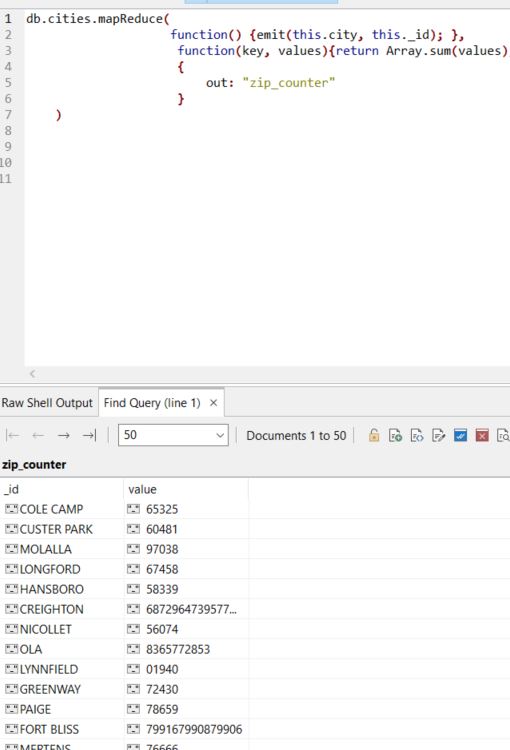 1 db.cities.mapReduce(
2 function() {emit(this.city, this._id); },
3 function(key, values){return Array.sum(values)
4 {
5 out: "zip_counter"
6 }
7 )
8
9
10
11
Raw Shell Output Find Query (line 1)
50 Documents 1 to 50
zip_counter
_id value
COLE CAMP 65325
CUSTER PARK 60481
MOLALLA 97038
LONGFORD 67458
HANSBORO 58339
CREIGHTON 6872964739577...
NICOLLET 56074
OLA 8365772853
LYNNFIELD 01940
GREENWAY 72430
PAIGE 78659
FORT BLISS 799167990879906
MERTENS 76666